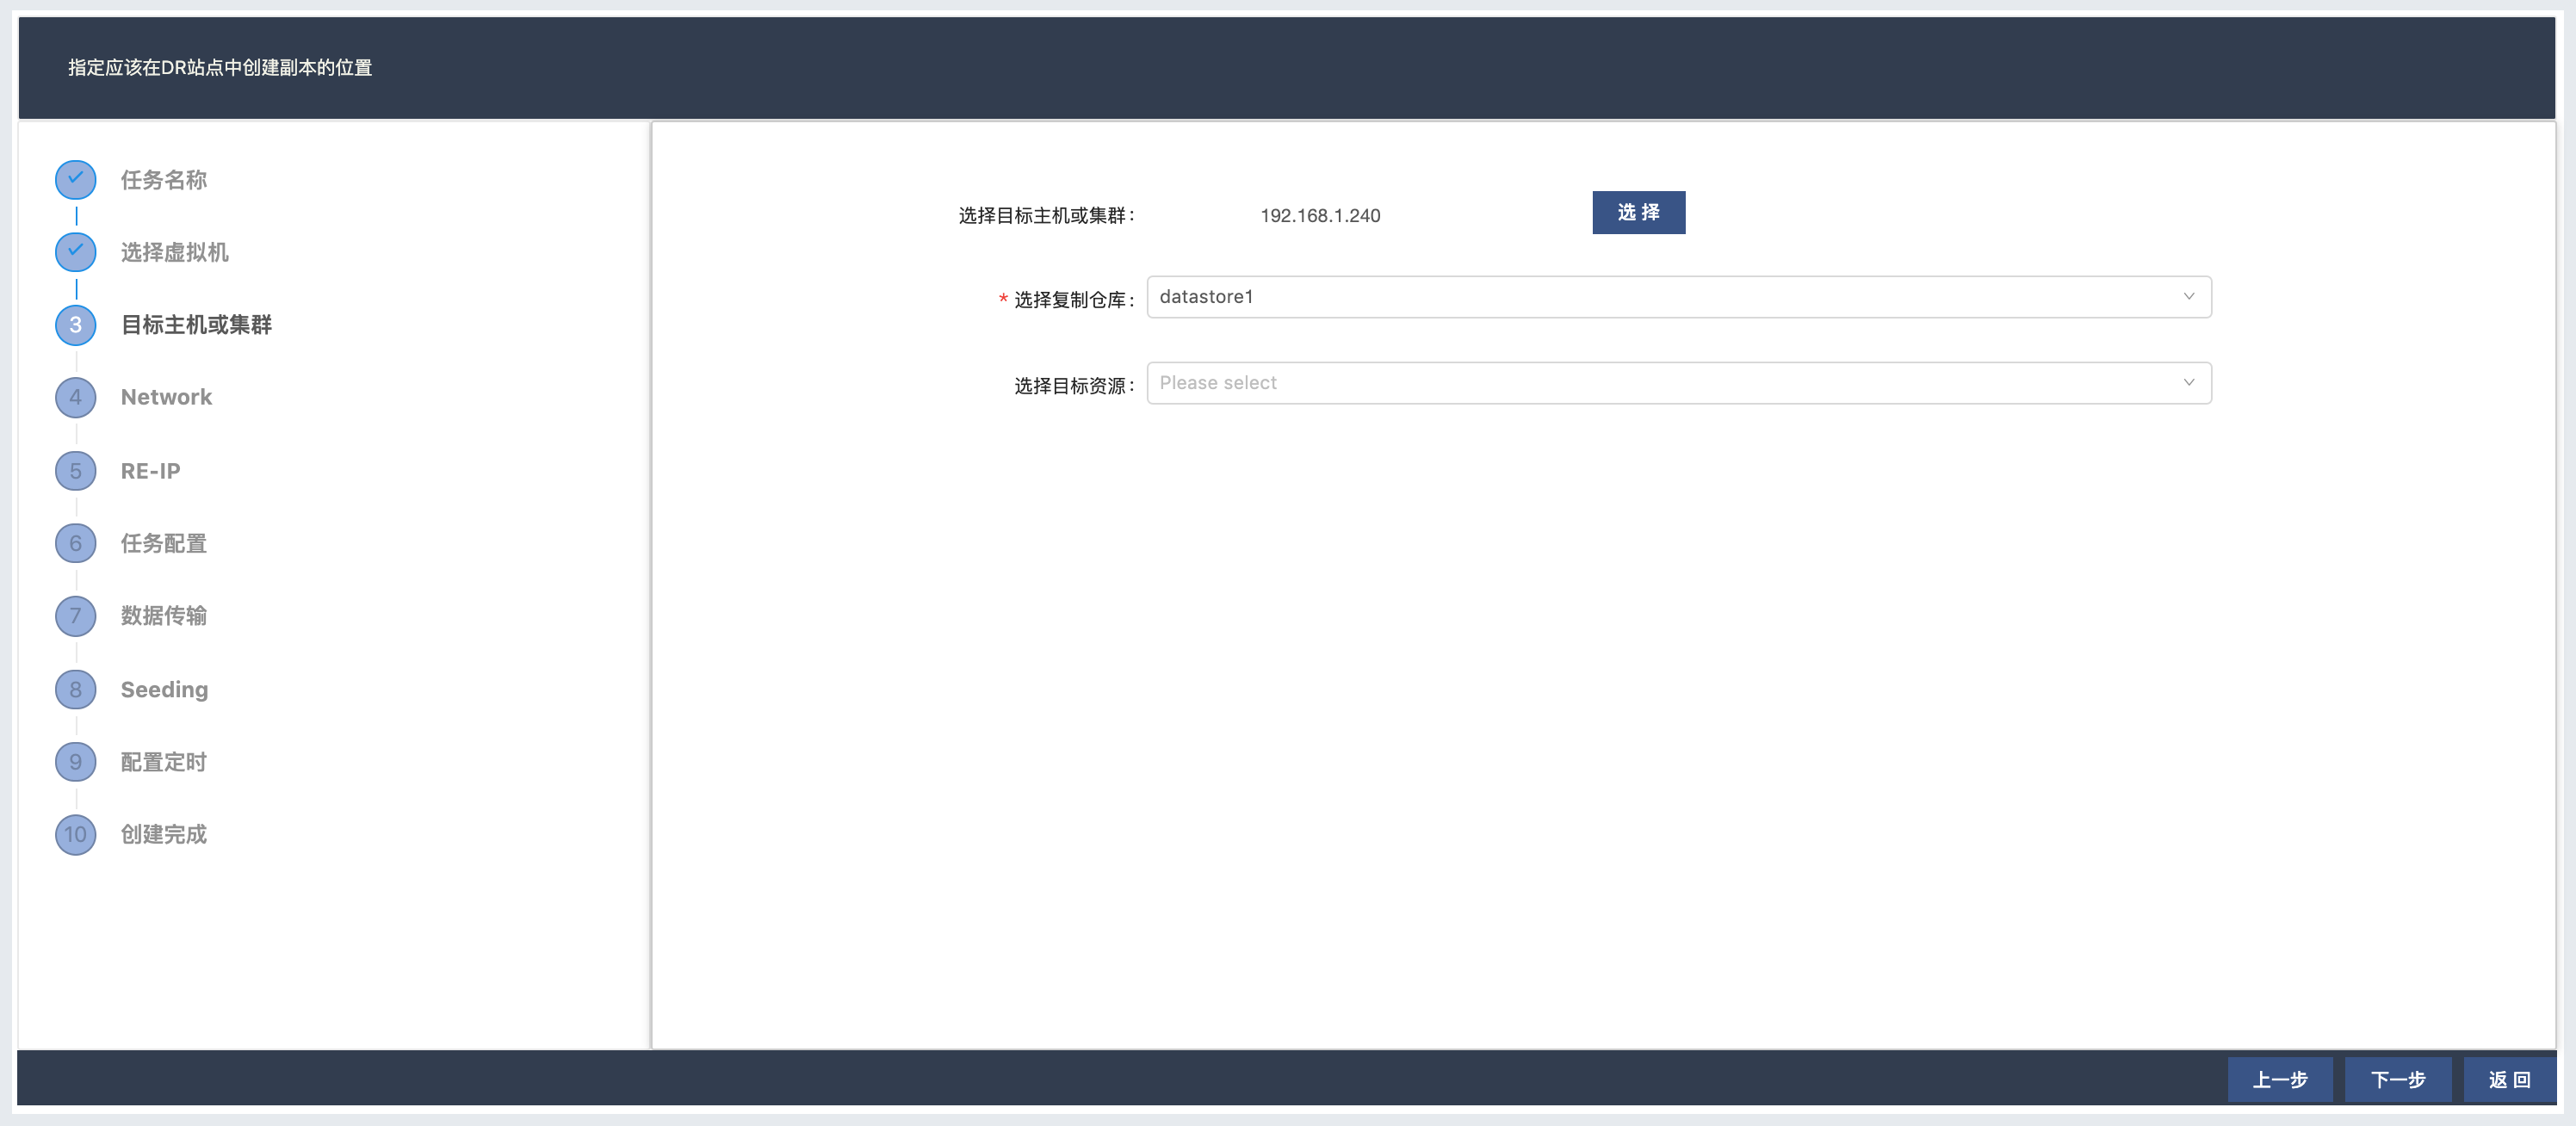 指定应该在DR站点中创建副本的位置
任务名称
选择虚拟机
3 目标主机或集群
4 Network
5 RE-IP
6 任务配置
7 数据传输
8 Seeding
9 配置定时
10 创建完成
选择目标主机或集群: 192.168.1.240 选 择
* 选择复制仓库: datastore1
选择目标资源: Please select
上一步 下一步 返 回